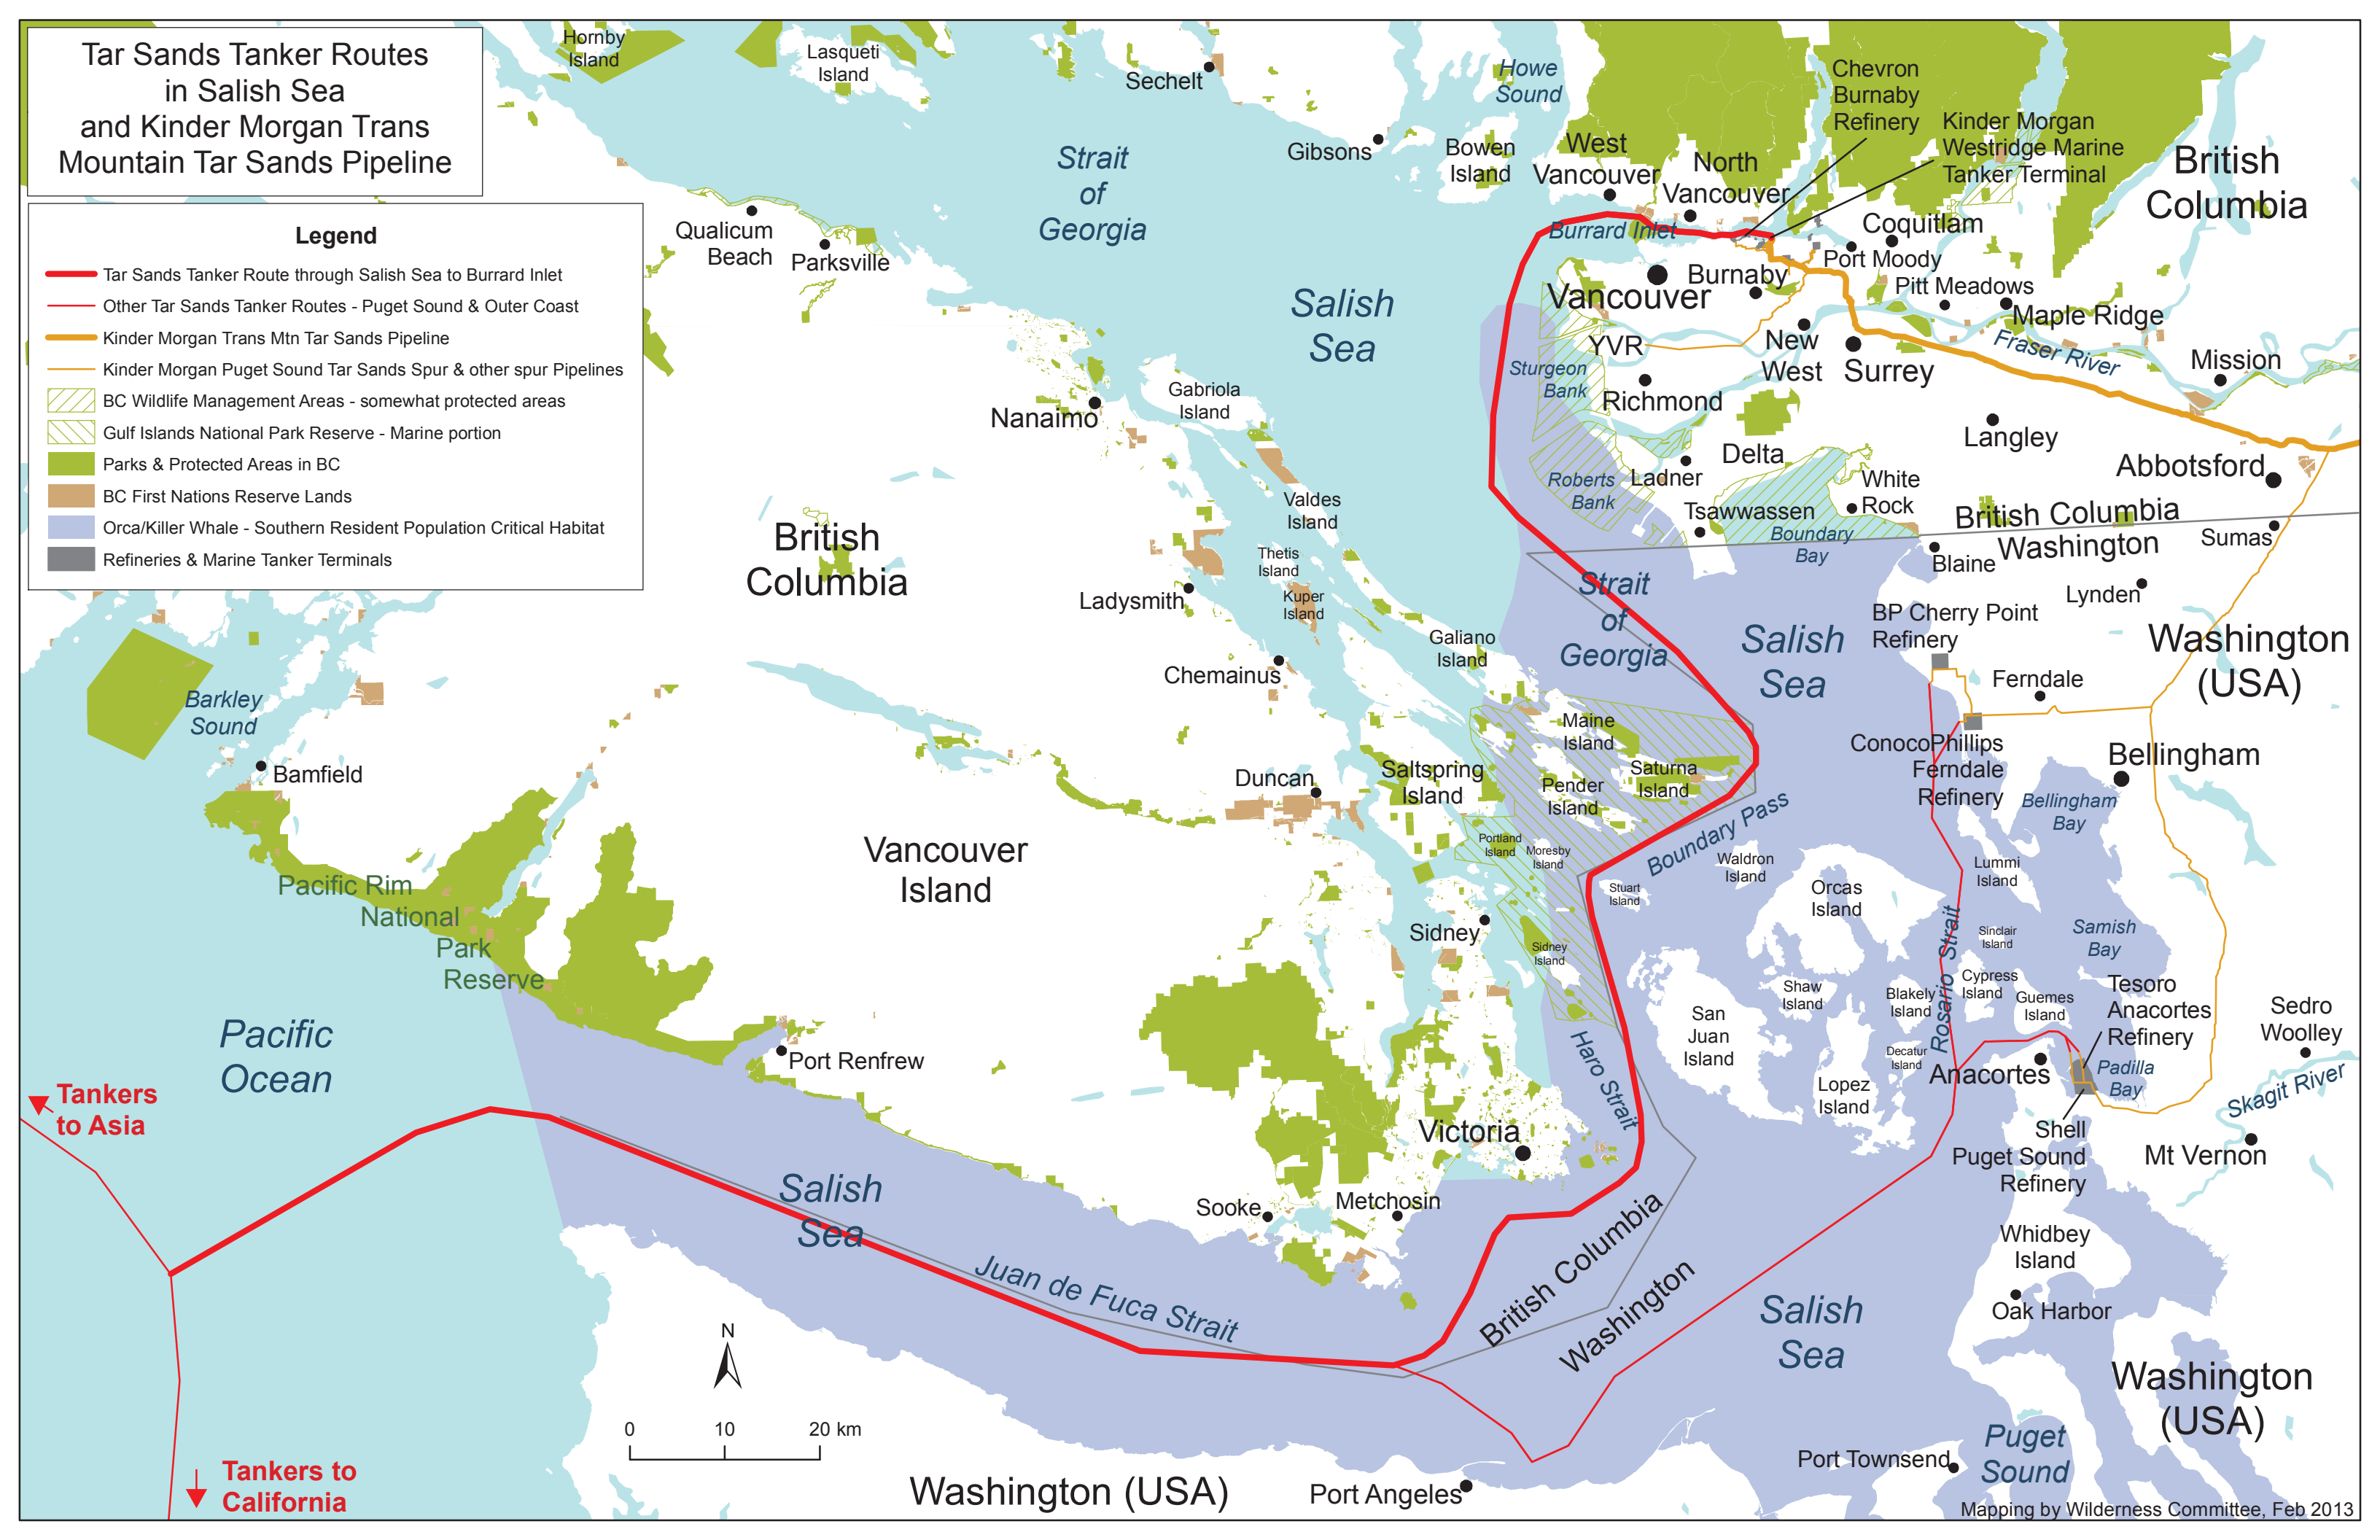 Tar Sands Tanker Routes
in Salish Sea
and Kinder Morgan Trans
Mountain Tar Sands Pipeline
Legend
Tar Sands Tanker Route through Salish Sea to Burrard Inlet
Other Tar Sands Tanker Routes - Puget Sound & Outer Coast
Kinder Morgan Trans Mtn Tar Sands Pipeline
Kinder Morgan Puget Sound Tar Sands Spur & other spur Pipelines
BC Wildlife Management Areas - somewhat protected areas
Gulf Islands National Park Reserve - Marine portion
Parks & Protected Areas in BC
BC First Nations Reserve Lands
Orca/Killer Whale - Southern Resident Population Critical Habitat
Refineries & Marine Tanker Terminals
Hornby
Island
Lasqueti
Island
Sechelt
Howe
Sound
Gibsons
Bowen
Island
West
Vancouver
North
Vancouver
Chevron
Burnaby
Refinery
Kinder Morgan
Westridge Marine
Tanker Terminal
British
Columbia
Strait
of
Georgia
Qualicum
Beach
Parksville
Burrard Inlet
Coquitlam
Port Moody
Burnaby
Vancouver
Pitt Meadows
Maple Ridge
Salish
Sea
YVR
New
West
Surrey
Fraser River
Mission
Sturgeon
Bank
Richmond
Gabriola
Island
Nanaimo
Langley
Delta
Ladner
Abbotsford
Roberts
Bank
White
Rock
Valdes
Island
Tsawwassen
Boundary
Bay
British Columbia
Washington
Sumas
British
Columbia
Thetis
Island
Kuper
Island
Ladysmith
Blaine
Lynden
Strait
of
Georgia
Salish
Sea
BP Cherry Point
Refinery
Washington
(USA)
Galiano
Island
Chemainus
Ferndale
Barkley
Sound
Bamfield
Maine
Island
ConocoPhillips
Ferndale
Refinery
Bellingham
Duncan
Saltspring
Island
Pender
Island
Saturna
Island
Bellingham
Bay
Boundary Pass
Vancouver
Island
Portland
Island
Moresby
Island
Waldron
Island
Stuart
Island
Orcas
Island
Lummi
Island
Pacific Rim
National
Park
Reserve
Sidney
Sidney
Island
Sinclair
Island
Samish
Bay
Rosario Strait
Shaw
Island
Blakely
Island
Cypress
Island
Guemes
Island
Tesoro
Anacortes
Refinery
Sedro
Woolley
San
Juan
Island
Pacific
Ocean
Port Renfrew
Haro Strait
Decatur
Island
Lopez
Island
Anacortes
Padilla
Bay
Skagit River
Tankers
to Asia
Victoria
Shell
Puget Sound
Refinery
Mt Vernon
Salish
Sea
Sooke
Metchosin
Whidbey
Island
Juan de Fuca Strait
British Columbia
Washington
Salish
Sea
Oak Harbor
N
0 10 20 km
Washington
(USA)
Tankers to
California
Washington (USA)
Port Angeles
Port Townsend
Puget
Sound
Mapping by Wilderness Committee, Feb 2013